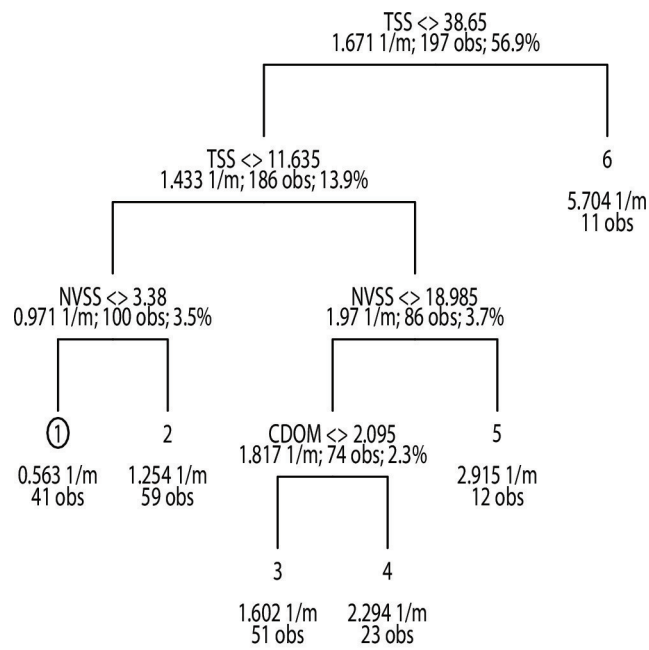 TSS <> 38.65
1.671 1/m; 197 obs; 56.9%
TSS <> 11.635
1.433 1/m; 186 obs; 13.9%
6
5.704 1/m
11 obs
NVSS <> 3.38
0.971 1/m; 100 obs; 3.5%
NVSS <> 18.985
1.97 1/m; 86 obs; 3.7%
1
0.563 1/m
41 obs
2
1.254 1/m
59 obs
CDOM <> 2.095
1.817 1/m; 74 obs; 2.3%
5
2.915 1/m
12 obs
3
1.602 1/m
51 obs
4
2.294 1/m
23 obs